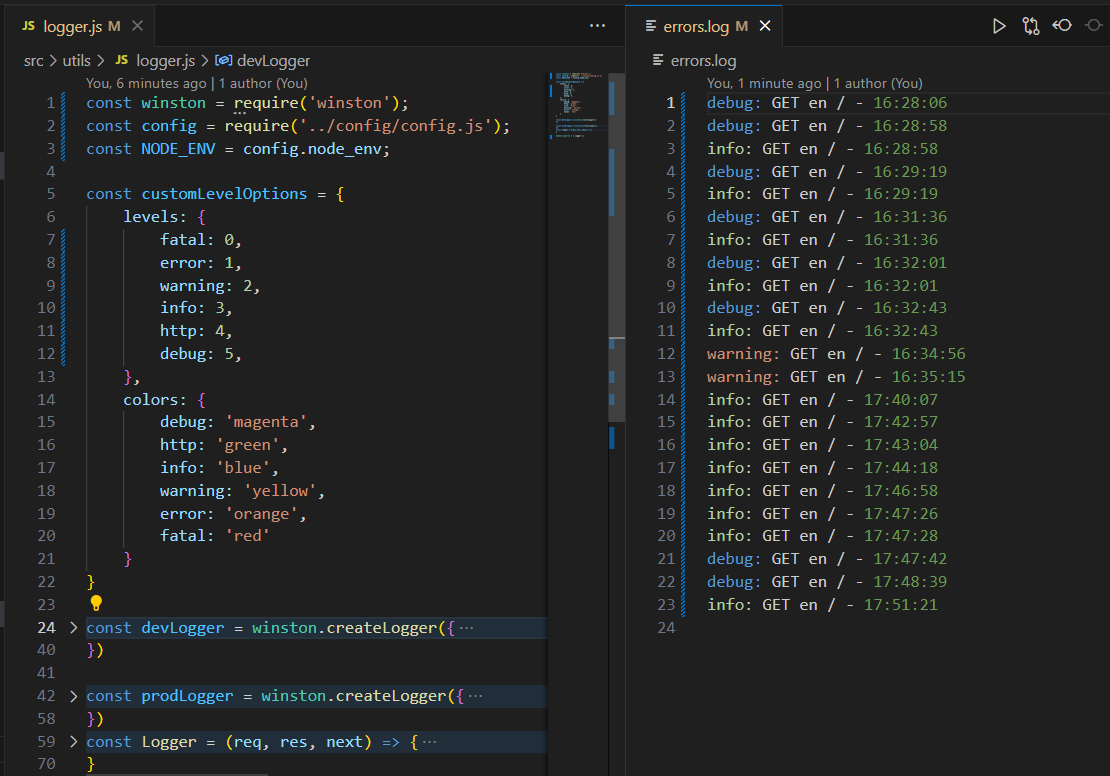 JS logger.js M
src > utils > JS logger.js > devLogger
You, 6 minutes ago | 1 author (You)
1 const winston = require('winston');
2 const config = require('../config/config.js');
3 const NODE_ENV = config.node_env;
4
5 const customLevelOptions = {
6 levels: {
7 fatal: 0,
8 error: 1,
9 warning: 2,
10 info: 3,
11 http: 4,
12 debug: 5,
13 },
14 colors: {
15 debug: 'magenta',
16 http: 'green',
17 info: 'blue',
18 warning: 'yellow',
19 error: 'orange',
20 fatal: 'red'
21 }
22 }
23
24 > const devLogger = winston.createLogger({ ···
40 })
41
42 > const prodLogger = winston.createLogger({ ···
58 })
59 > const Logger = (req, res, next) => { ···
70 }
errors.log M
errors.log
You, 1 minute ago | 1 author (You)
1 debug: GET en / - 16:28:06
2 debug: GET en / - 16:28:58
3 info: GET en / - 16:28:58
4 debug: GET en / - 16:29:19
5 info: GET en / - 16:29:19
6 debug: GET en / - 16:31:36
7 info: GET en / - 16:31:36
8 debug: GET en / - 16:32:01
9 info: GET en / - 16:32:01
10 debug: GET en / - 16:32:43
11 info: GET en / - 16:32:43
12 warning: GET en / - 16:34:56
13 warning: GET en / - 16:35:15
14 info: GET en / - 17:40:07
15 info: GET en / - 17:42:57
16 info: GET en / - 17:43:04
17 info: GET en / - 17:44:18
18 info: GET en / - 17:46:58
19 info: GET en / - 17:47:26
20 info: GET en / - 17:47:28
21 debug: GET en / - 17:47:42
22 debug: GET en / - 17:48:39
23 info: GET en / - 17:51:21
24